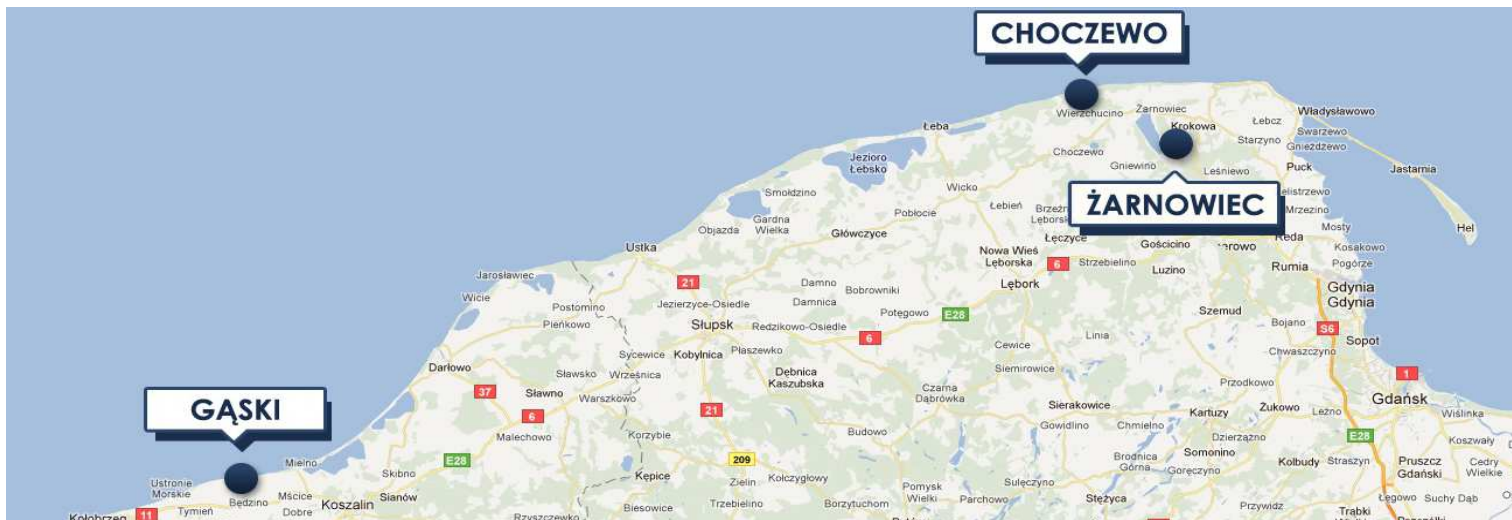 CHOCZEWO
Wierzchucino
Żarnowiec
Krokowa
Łebcz
Władysławowo
Łeba
Starzyno
Swarzewo
Gnieżdżewo
Jezioro
Łebsko
Choczewo
Gniewino
Leśniewo
Puck
Jastarnia
Smołdzino
Wicko
ŻARNOWIEC
Mrzezino
Gardna
Wielka
Pobłocie
Łebień
Objazda
Główczyce
Łęczyce
Gościcino
Reda
Mosty
Hel
Ustka
Nowa Wieś
Lęborska
Kosakowo
Jarosławiec
21
6
Strzebielino
Luzino
Rumia
Pogórze
Wicie
Damno
Bobrowniki
Lębork
Gdynia
Gdynia
Postomino
Jezierzyce-Osiedle
Damnica
Potęgowo
E28
Szemud
Pieńkowo
Słupsk
Redzikowo-Osiedle
6
Linia
Bojano
S6
Sopot
Sycewice
Kobylnica
Płaszewko
Cewice
Chwaszczyno
Darłowo
Sławsko
Wrześnica
Dębnica
Kaszubska
Siemirowice
37
Sławno
Warszkowo
Czarna
Dąbrówka
Przodkowo
1
GĄSKI
6
21
Sierakowice
Kartuzy
Żukowo
Leźno
Gdańsk
Wiślinka
Malechowo
Korzybie
Budowo
Gowidlino
Chmielno
Dzierżążno
E28
Koszwały
Mielno
E28
209
Brodnica
Górna
Somonino
Kolbudy
Straszyn
Pruszcz
Gdański
Cedry
Wielkie
Ustronie
Morskie
Skibno
Kępice
Zielin
Kołczygłowy
Goręczyno
Będzino
Mścice
Sianów
Sulęczyno
Dobre
Koszalin
Pomysk
Wielki
Parchowo
Stężyca
Łęgowo
Suchy Dąb
Kołobrzeg
11
Tymień
Biesowice
Trzebielino
Borzytuchom
Przywidz
Trąbki